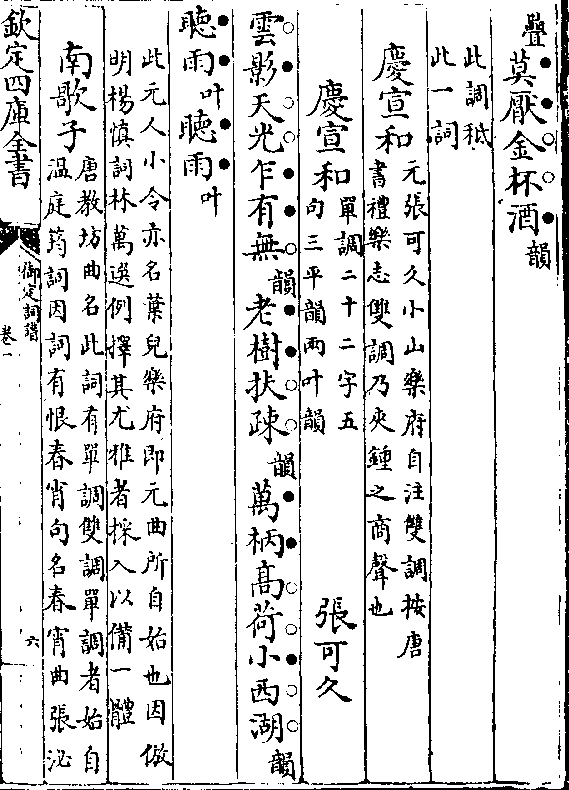 疊莫厭金杯酒韻
此調秪
此一詞
慶宣和元張可久小山樂府自注雙調按唐
書禮樂志雙調乃夾鍾之商聲也
慶宣和單調二十二字五
句三平韻兩叶韻
張可久
雲影天光乍有無韻老樹扶疎韻萬柄高荷小西湖韻
聽雨叶聽雨叶
此元人小令亦名葉兒樂府即元曲所自始也因倣
明楊慎詞林萬選例擇其尤雅者採入以備一體
南歌子唐教坊曲名此詞有單調雙調單調者始自
温庭筠詞因詞有恨春宵句名春宵曲張泌
欽定四庫全書
御定詞譜
卷一
六